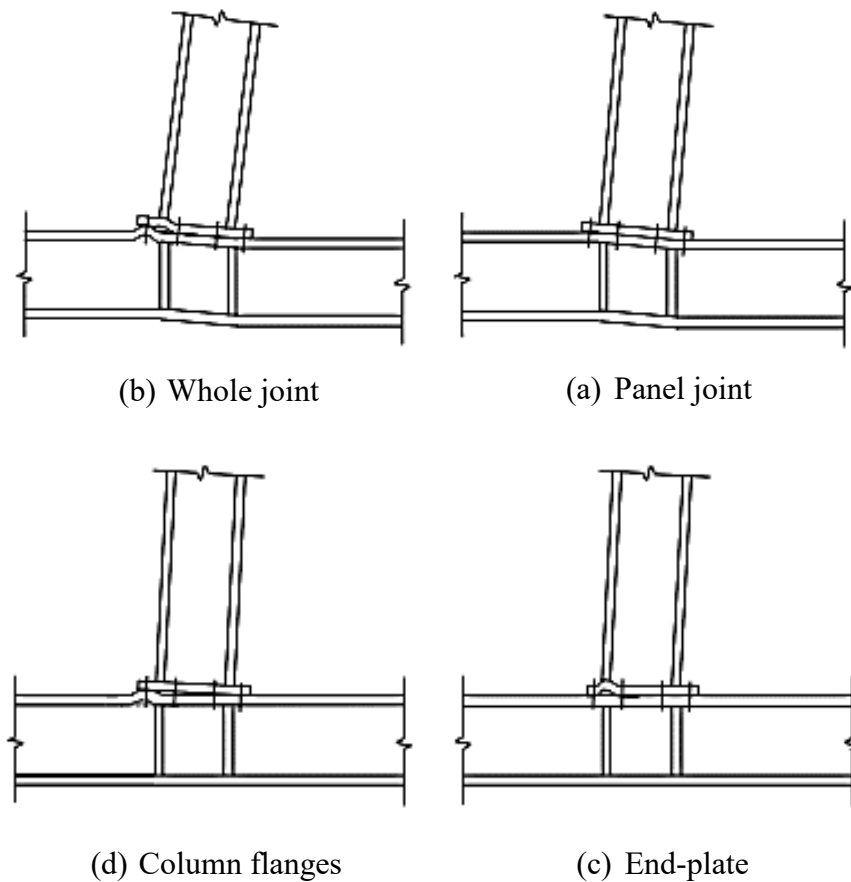 (b) Whole joint
(a) Panel joint
(d) Column flanges
(c) End-plate